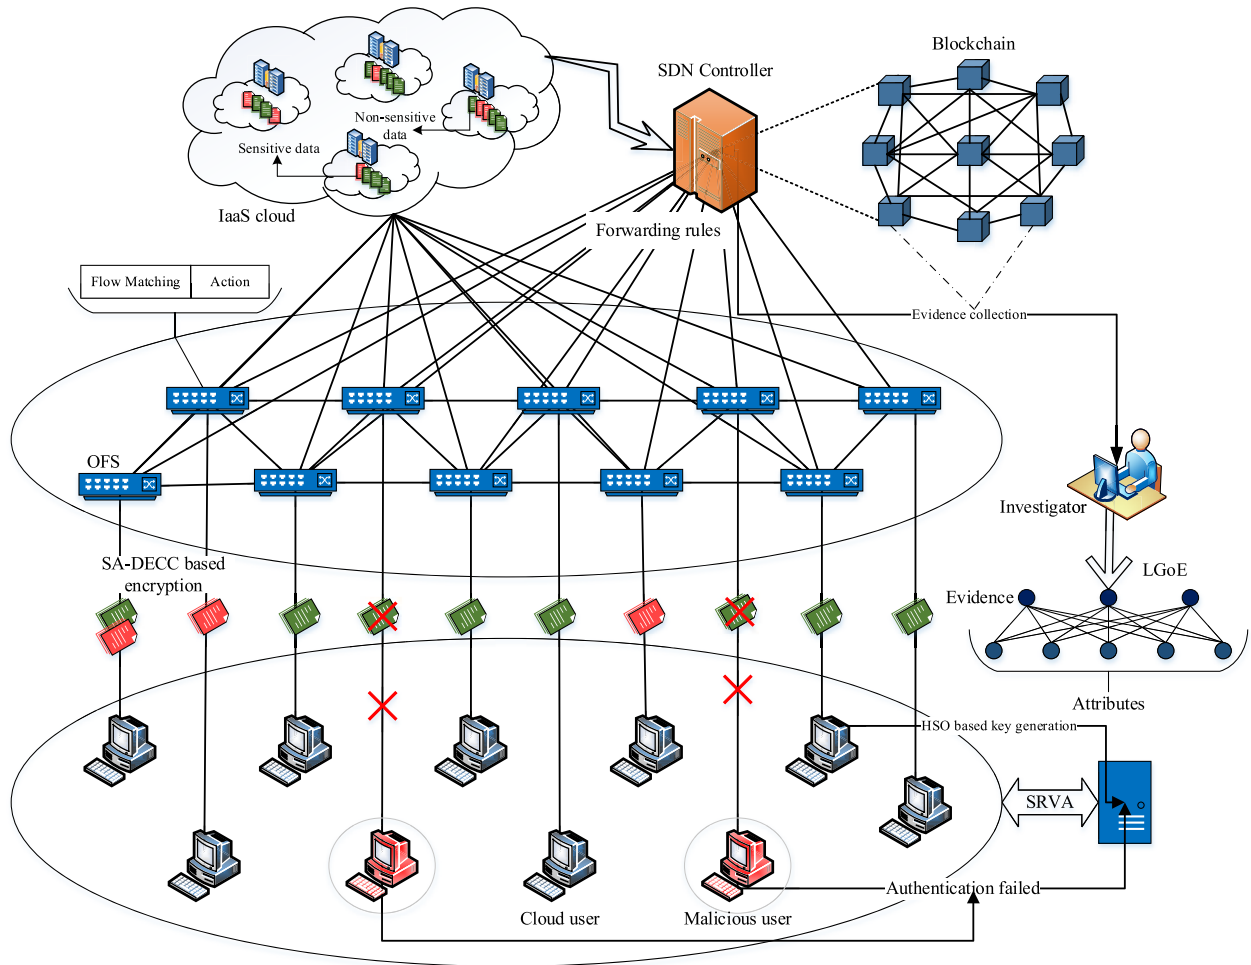 Blockchain
SDN Controller
Non-sensitive
data
Sensitive data
IaaS cloud
Forwarding rules
Flow Matching
Action
Evidence collection
OFS
Investigator
SA-DECC based
encryption
LGoE
Evidence
Attributes
HSO based key generation
SRVA
Authentication failed
Cloud user
Malicious user